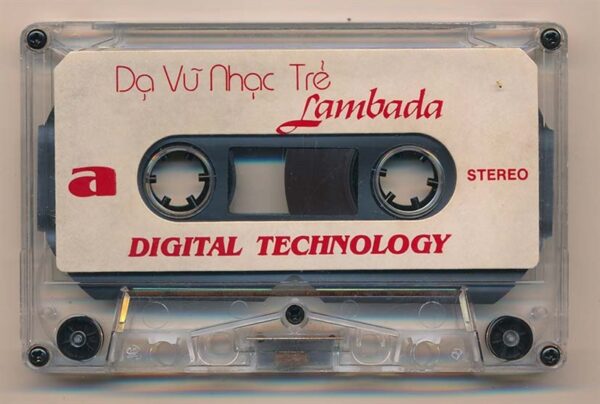 Dạ Vũ Nhạc Trẻ
Lambada
a
STEREO
DIGITAL TECHNOLOGY